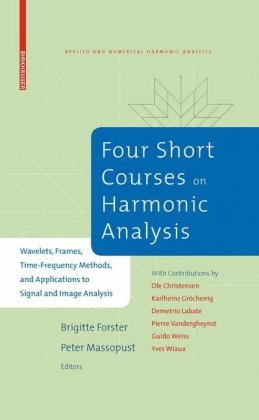 BIRKHAUSER
APPLIED AND NUMERICAL HARMONIC ANALYSIS
Four Short
Courses on
Harmonic
Analysis
Wavelets, Frames,
Time-Frequency Methods,
and Applications to
Signal and Image Analysis
With Contributions by
Ole Christensen
Karlheinz Gröchenig
Demetrio Labate
Pierre Vandergheynst
Guido Weiss
Yves Wiaux
Brigitte Forster
Peter Massopust
Editors